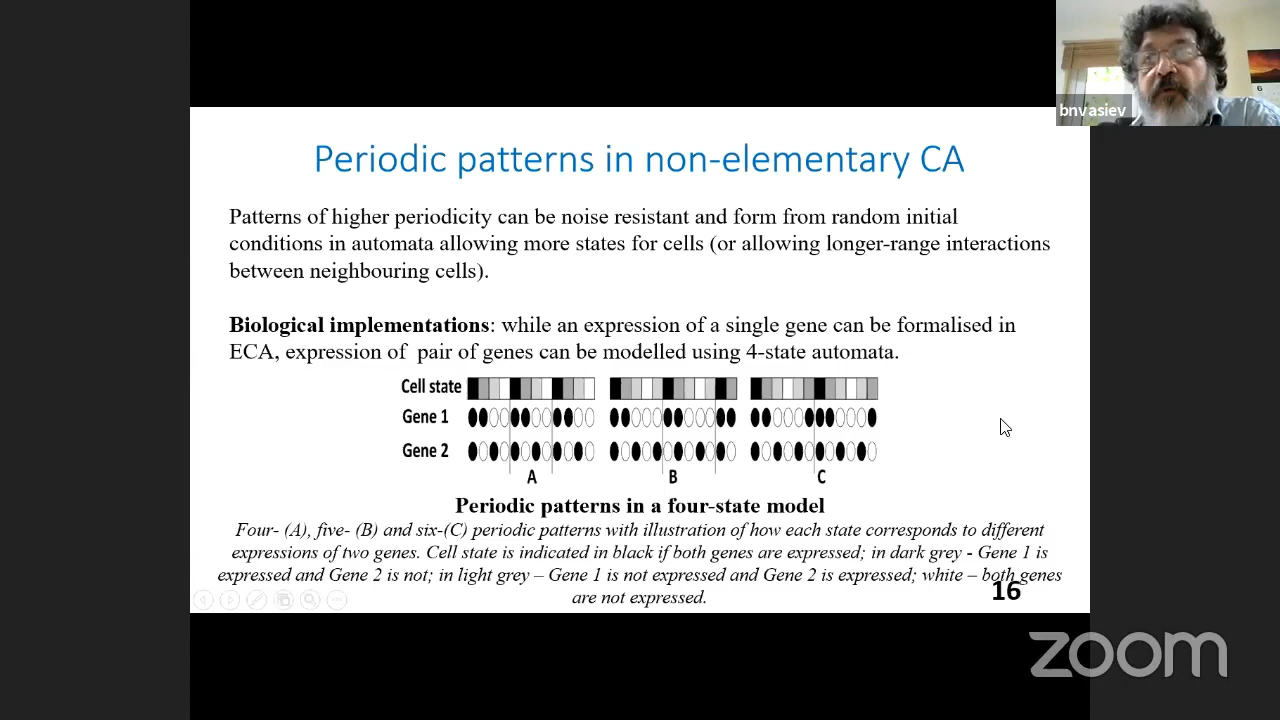 bnvasiev
6
Periodic patterns in non-elementary CA
Patterns of higher periodicity can be noise resistant and form from random initial
conditions in automata allowing more states for cells (or allowing longer-range interactions
between neighbouring cells).
Biological implementations: while an expression of a single gene can be formalised in
ECA, expression of  pair of genes can be modelled using 4-state automata.
Cell state
Gene 1
Gene 2
A B C
Periodic patterns in a four-state model
Four- (A), five- (B) and six-(C) periodic patterns with illustration of how each state corresponds to different
expressions of two genes. Cell state is indicated in black if both genes are expressed; in dark grey - Gene 1 is
expressed and Gene 2 is not; in light grey – Gene 1 is not expressed and Gene 2 is expressed; white – both genes
are not expressed.
16
zoom